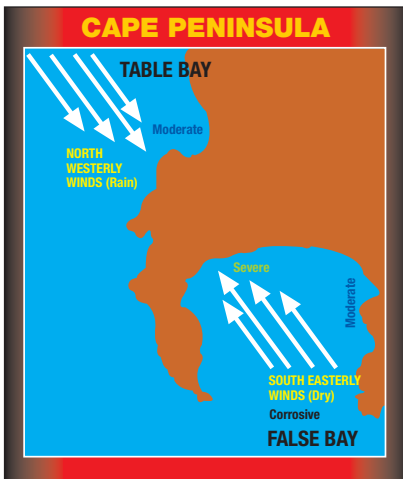 CAPE PENINSULA
TABLE BAY
Moderate
NORTH
WESTERLY
WINDS (Rain)
Severe
Moderate
SOUTH EASTERLY
WINDS (Dry)
Corrosive
FALSE BAY